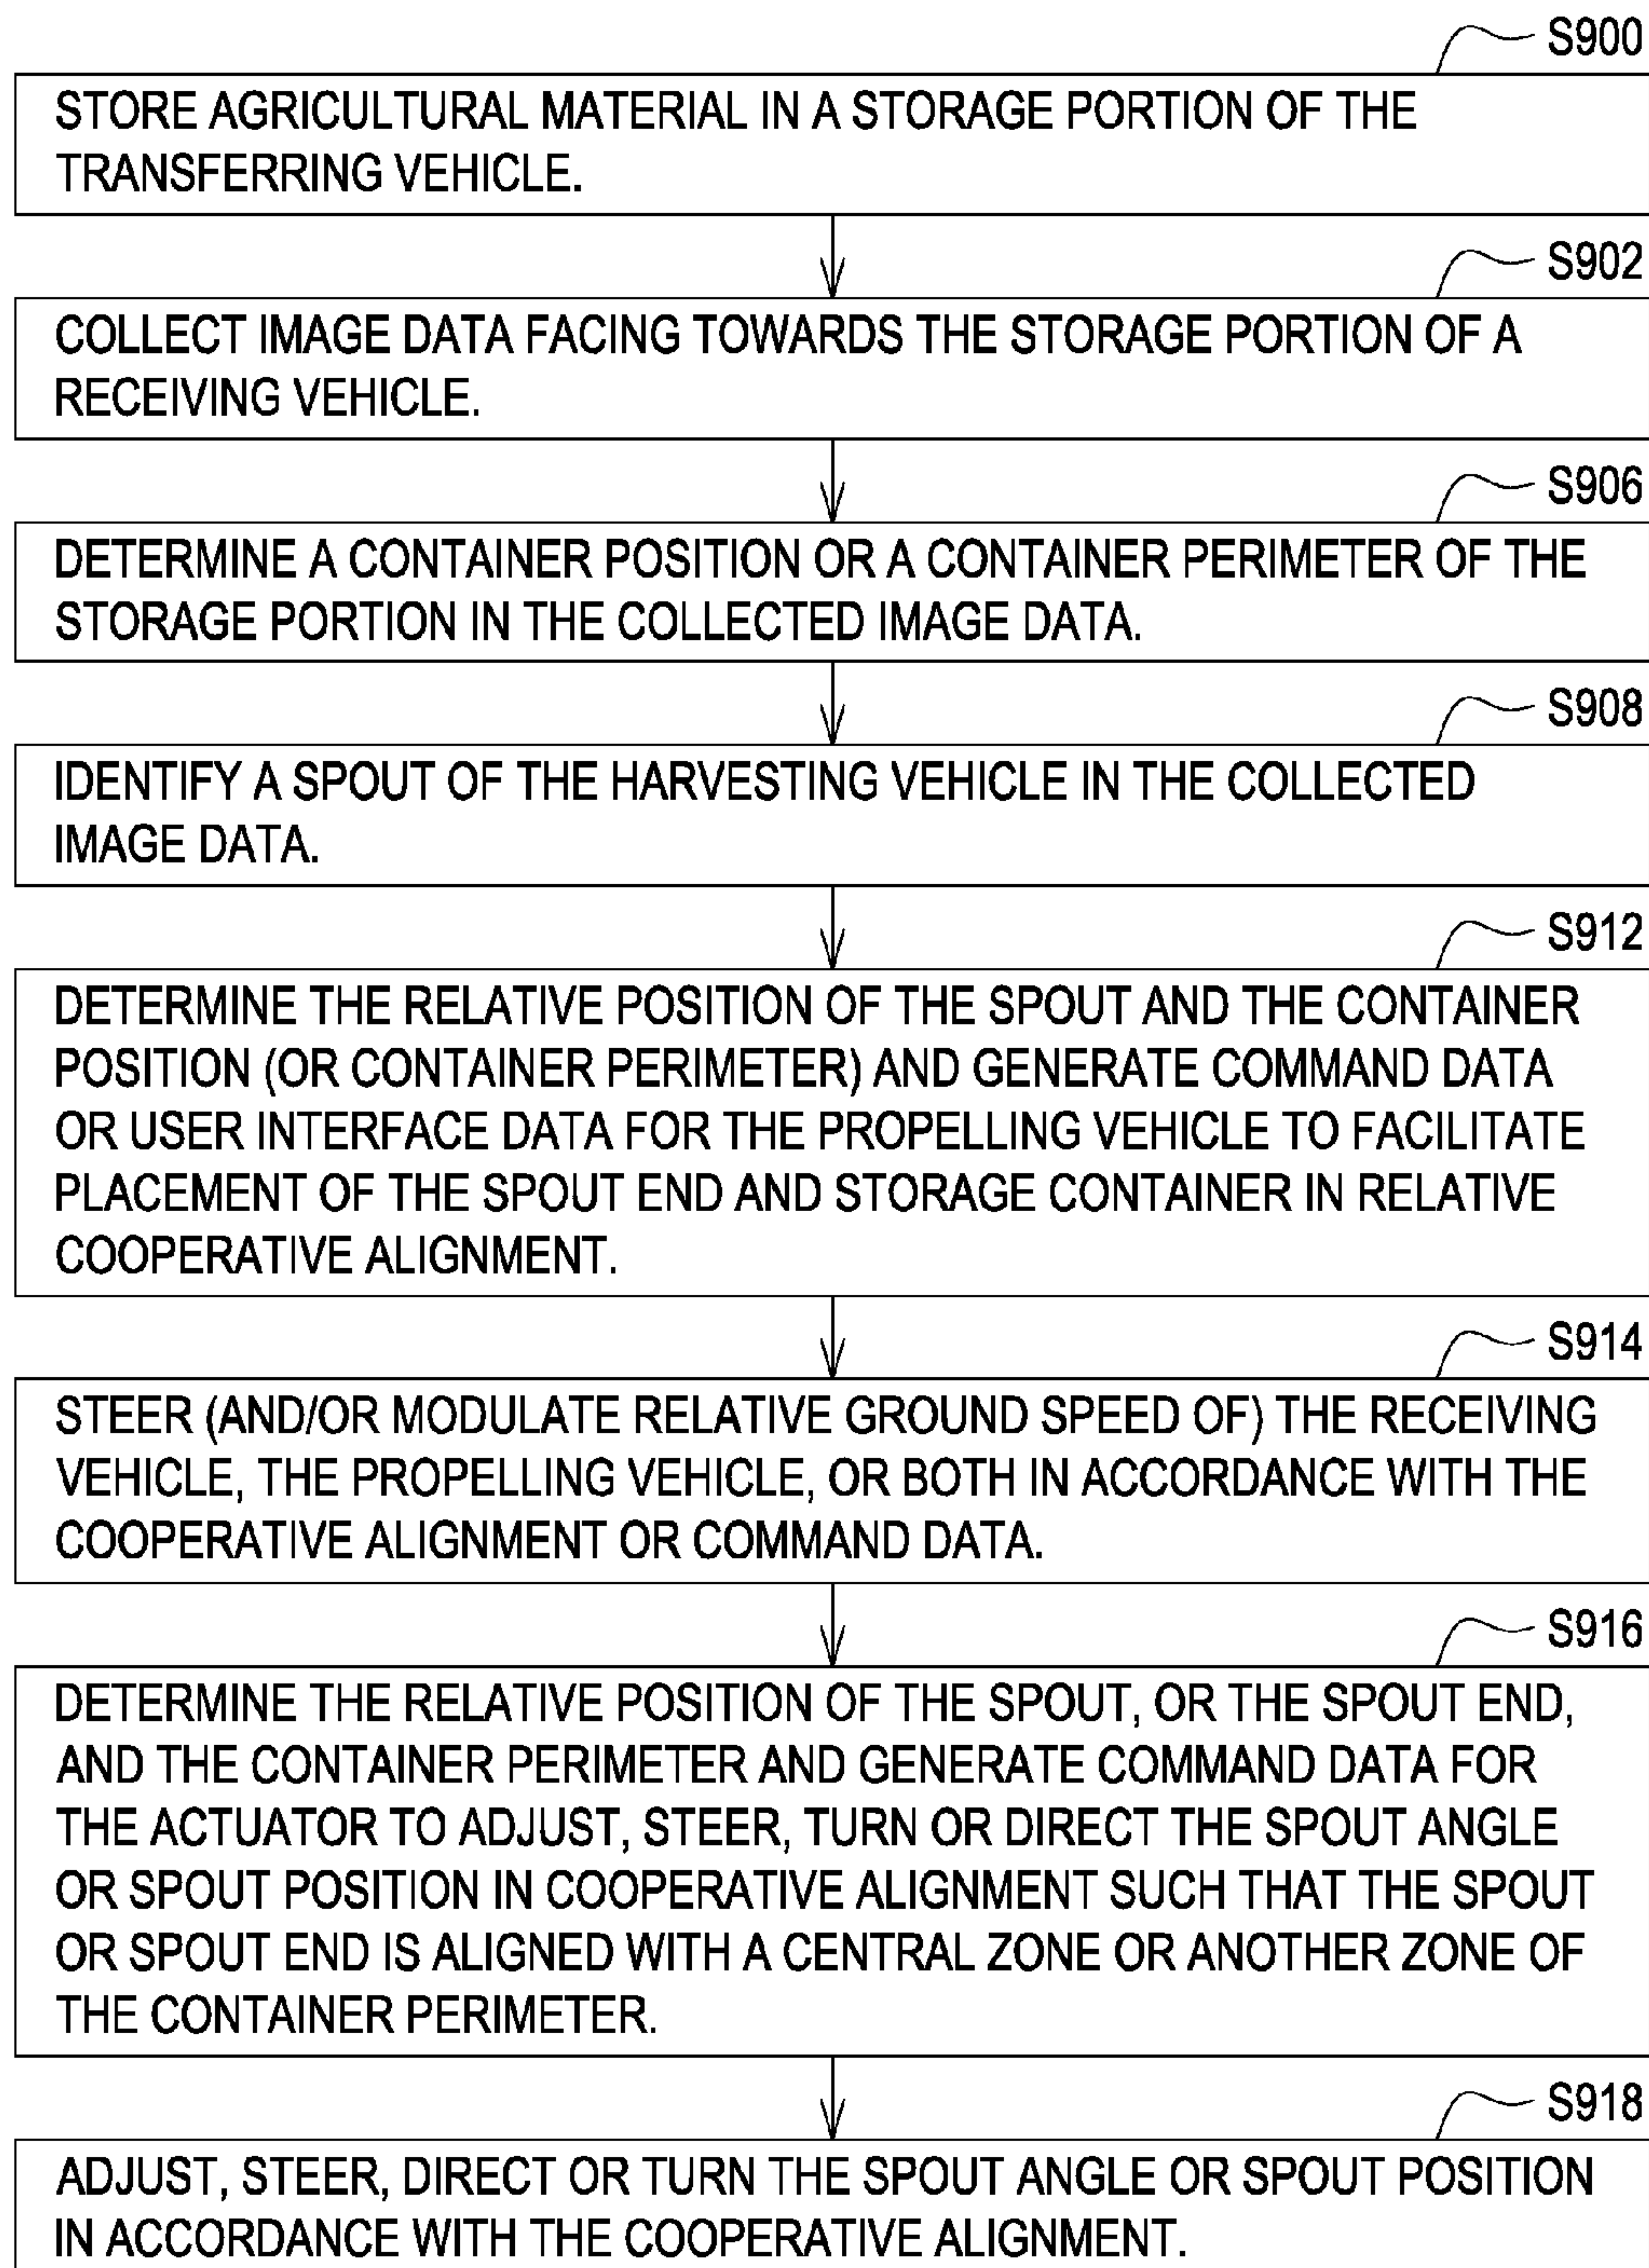 S900
STORE AGRICULTURAL MATERIAL IN A STORAGE PORTION OF THE
TRANSFERRING VEHICLE.
S902
COLLECT IMAGE DATA FACING TOWARDS THE STORAGE PORTION OF A
RECEIVING VEHICLE.
S906
DETERMINE A CONTAINER POSITION OR A CONTAINER PERIMETER OF THE
STORAGE PORTION IN THE COLLECTED IMAGE DATA.
S908
IDENTIFY A SPOUT OF THE HARVESTING VEHICLE IN THE COLLECTED
IMAGE DATA.
S912
DETERMINE THE RELATIVE POSITION OF THE SPOUT AND THE CONTAINER
POSITION (OR CONTAINER PERIMETER) AND GENERATE COMMAND DATA
OR USER INTERFACE DATA FOR THE PROPELLING VEHICLE TO FACILITATE
PLACEMENT OF THE SPOUT END AND STORAGE CONTAINER IN RELATIVE
COOPERATIVE ALIGNMENT.
S914
STEER (AND/OR MODULATE RELATIVE GROUND SPEED OF) THE RECEIVING
VEHICLE, THE PROPELLING VEHICLE, OR BOTH IN ACCORDANCE WITH THE
COOPERATIVE ALIGNMENT OR COMMAND DATA.
S916
DETERMINE THE RELATIVE POSITION OF THE SPOUT, OR THE SPOUT END,
AND THE CONTAINER PERIMETER AND GENERATE COMMAND DATA FOR
THE ACTUATOR TO ADJUST, STEER, TURN OR DIRECT THE SPOUT ANGLE
OR SPOUT POSITION IN COOPERATIVE ALIGNMENT SUCH THAT THE SPOUT
OR SPOUT END IS ALIGNED WITH A CENTRAL ZONE OR ANOTHER ZONE OF
THE CONTAINER PERIMETER.
S918
ADJUST, STEER, DIRECT OR TURN THE SPOUT ANGLE OR SPOUT POSITION
IN ACCORDANCE WITH THE COOPERATIVE ALIGNMENT.